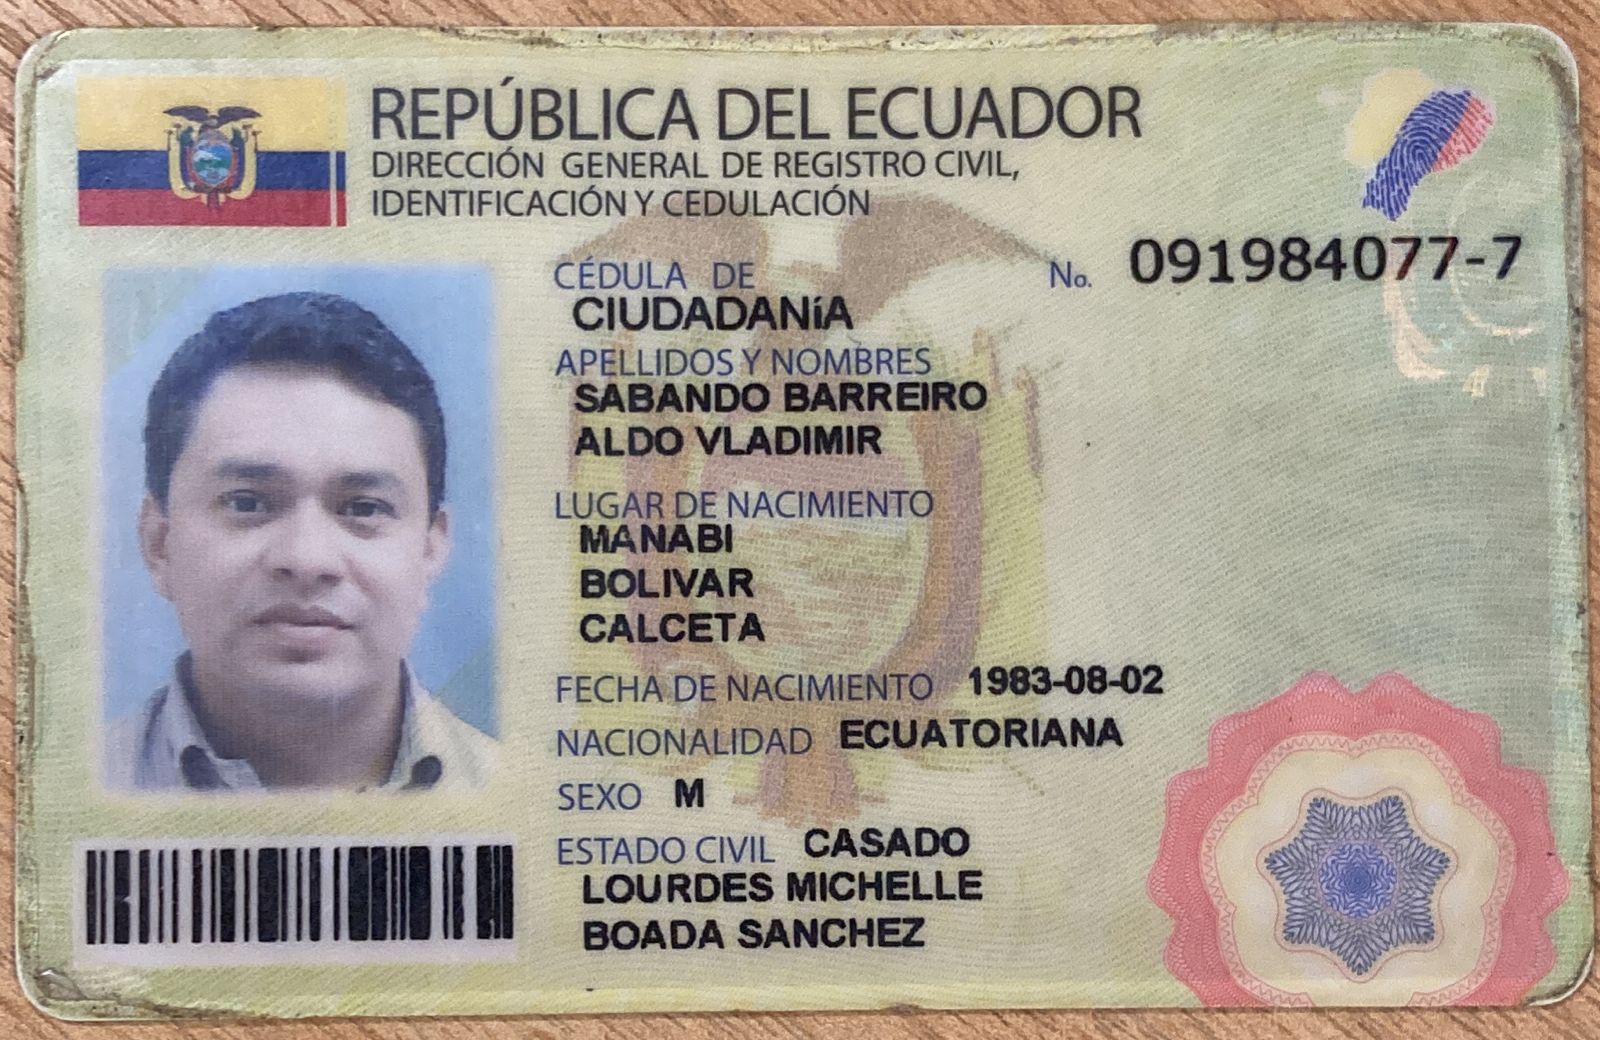 REPÚBLICA DEL ECUADOR
DIRECCIÓN GENERAL DE REGISTRO CIVIL,
IDENTIFICACIÓN Y CEDULACIÓN
CÉDULA DE No. 091984077-7
CIUDADANíA
APELLIDOS Y NOMBRES
SABANDO BARREIRO
ALDO VLADIMIR
LUGAR DE NACIMIENTO
MANABI
BOLIVAR
CALCETA
FECHA DE NACIMIENTO 1983-08-02
NACIONALIDAD ECUATORIANA
SEXO M
ESTADO CIVIL CASADO
LOURDES MICHELLE
BOADA SANCHEZ